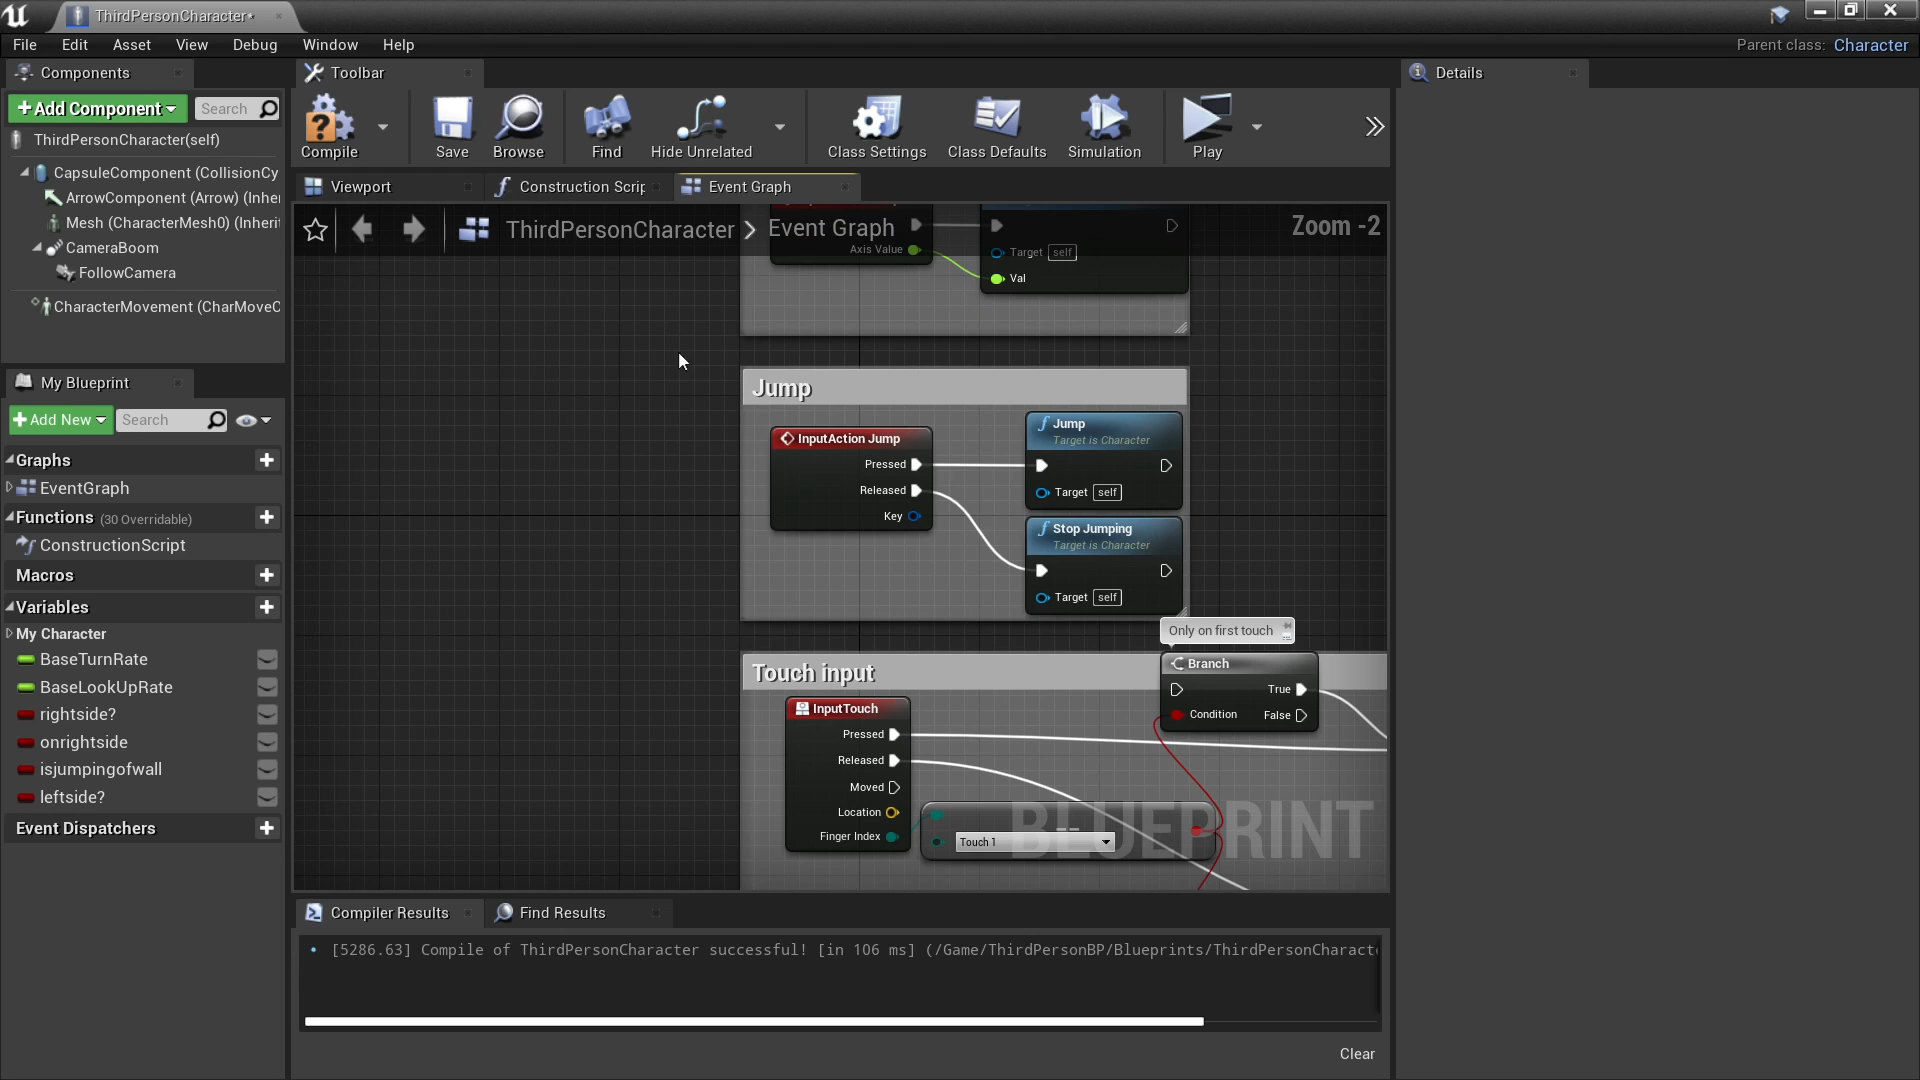 ThirdPersonCharacter*
File Edit Asset View Debug Window Help
Parent class: Character
Components
Add Component
Search
ThirdPersonCharacter(self)
CapsuleComponent (CollisionCy
ArrowComponent (Arrow) (Inhe
Mesh (CharacterMesh0) (Inherit
CameraBoom
FollowCamera
CharacterMovement (CharMoveC
My Blueprint
Add New
Search
Graphs
EventGraph
Functions (30 Overridable)
ConstructionScript
Macros
Variables
My Character
BaseTurnRate
BaseLookUpRate
rightside?
onrightside
isjumpingofwall
leftside?
Event Dispatchers
Toolbar
Compile
Save
Browse
Find
Hide Unrelated
Class Settings
Class Defaults
Simulation
Play
Viewport
Construction Scrip
Event Graph
ThirdPersonCharacter > Event Graph
Zoom -2
Axis Value
Target self
Val
Jump
InputAction Jump
Pressed
Released
Key
Jump
Target is Character
Target self
Stop Jumping
Target is Character
Target self
Only on first touch
Touch input
Branch
True
Condition
False
InputTouch
Pressed
Released
Moved
Location
Finger Index
==
Touch 1
BLUEPRINT
Compiler Results
Find Results
[5286.63] Compile of ThirdPersonCharacter successful! [in 106 ms] (/Game/ThirdPersonBP/Blueprints/ThirdPersonCharact
Clear
Details